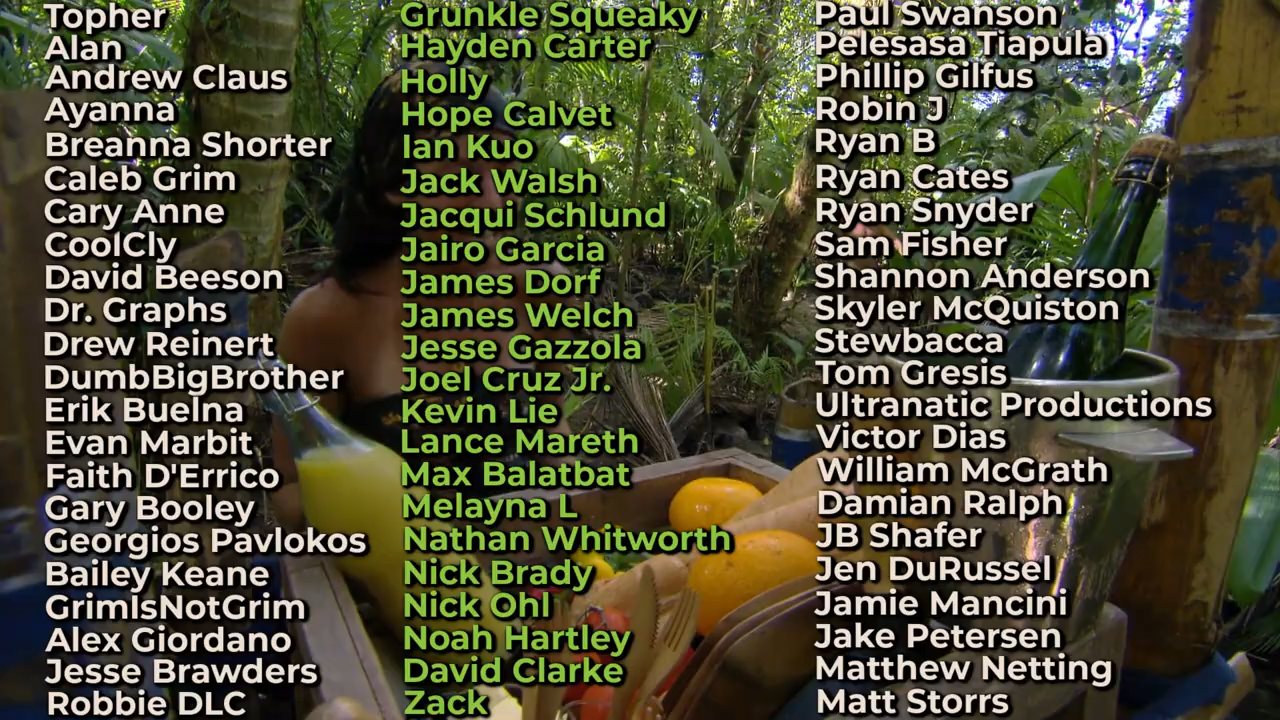 Topher
Alan
Andrew Claus
Ayanna
Breanna Shorter
Caleb Grim
Cary Anne
CoolCly
David Beeson
Dr. Graphs
Drew Reinert
DumbBigBrother
Erik Buelna
Evan Marbit
Faith D'Errico
Gary Booley
Georgios Pavlokos
Bailey Keane
GrimIsNotGrim
Alex Giordano
Jesse Brawders
Robbie DLC
Grunkle Squeaky
Hayden Carter
Holly
Hope Calvet
Ian Kuo
Jack Walsh
Jacqui Schlund
Jairo Garcia
James Dorf
James Welch
Jesse Gazzola
Joel Cruz Jr.
Kevin Lie
Lance Mareth
Max Balatbat
Melayna L
Nathan Whitworth
Nick Brady
Nick Ohl
Noah Hartley
David Clarke
Zack
Paul Swanson
Pelesasa Tiapula
Phillip Gilfus
Robin J
Ryan B
Ryan Cates
Ryan Snyder
Sam Fisher
Shannon Anderson
Skyler McQuiston
Stewbacca
Tom Gresis
Ultranatic Productions
Victor Dias
William McGrath
Damian Ralph
JB Shafer
Jen DuRussel
Jamie Mancini
Jake Petersen
Matthew Netting
Matt Storrs